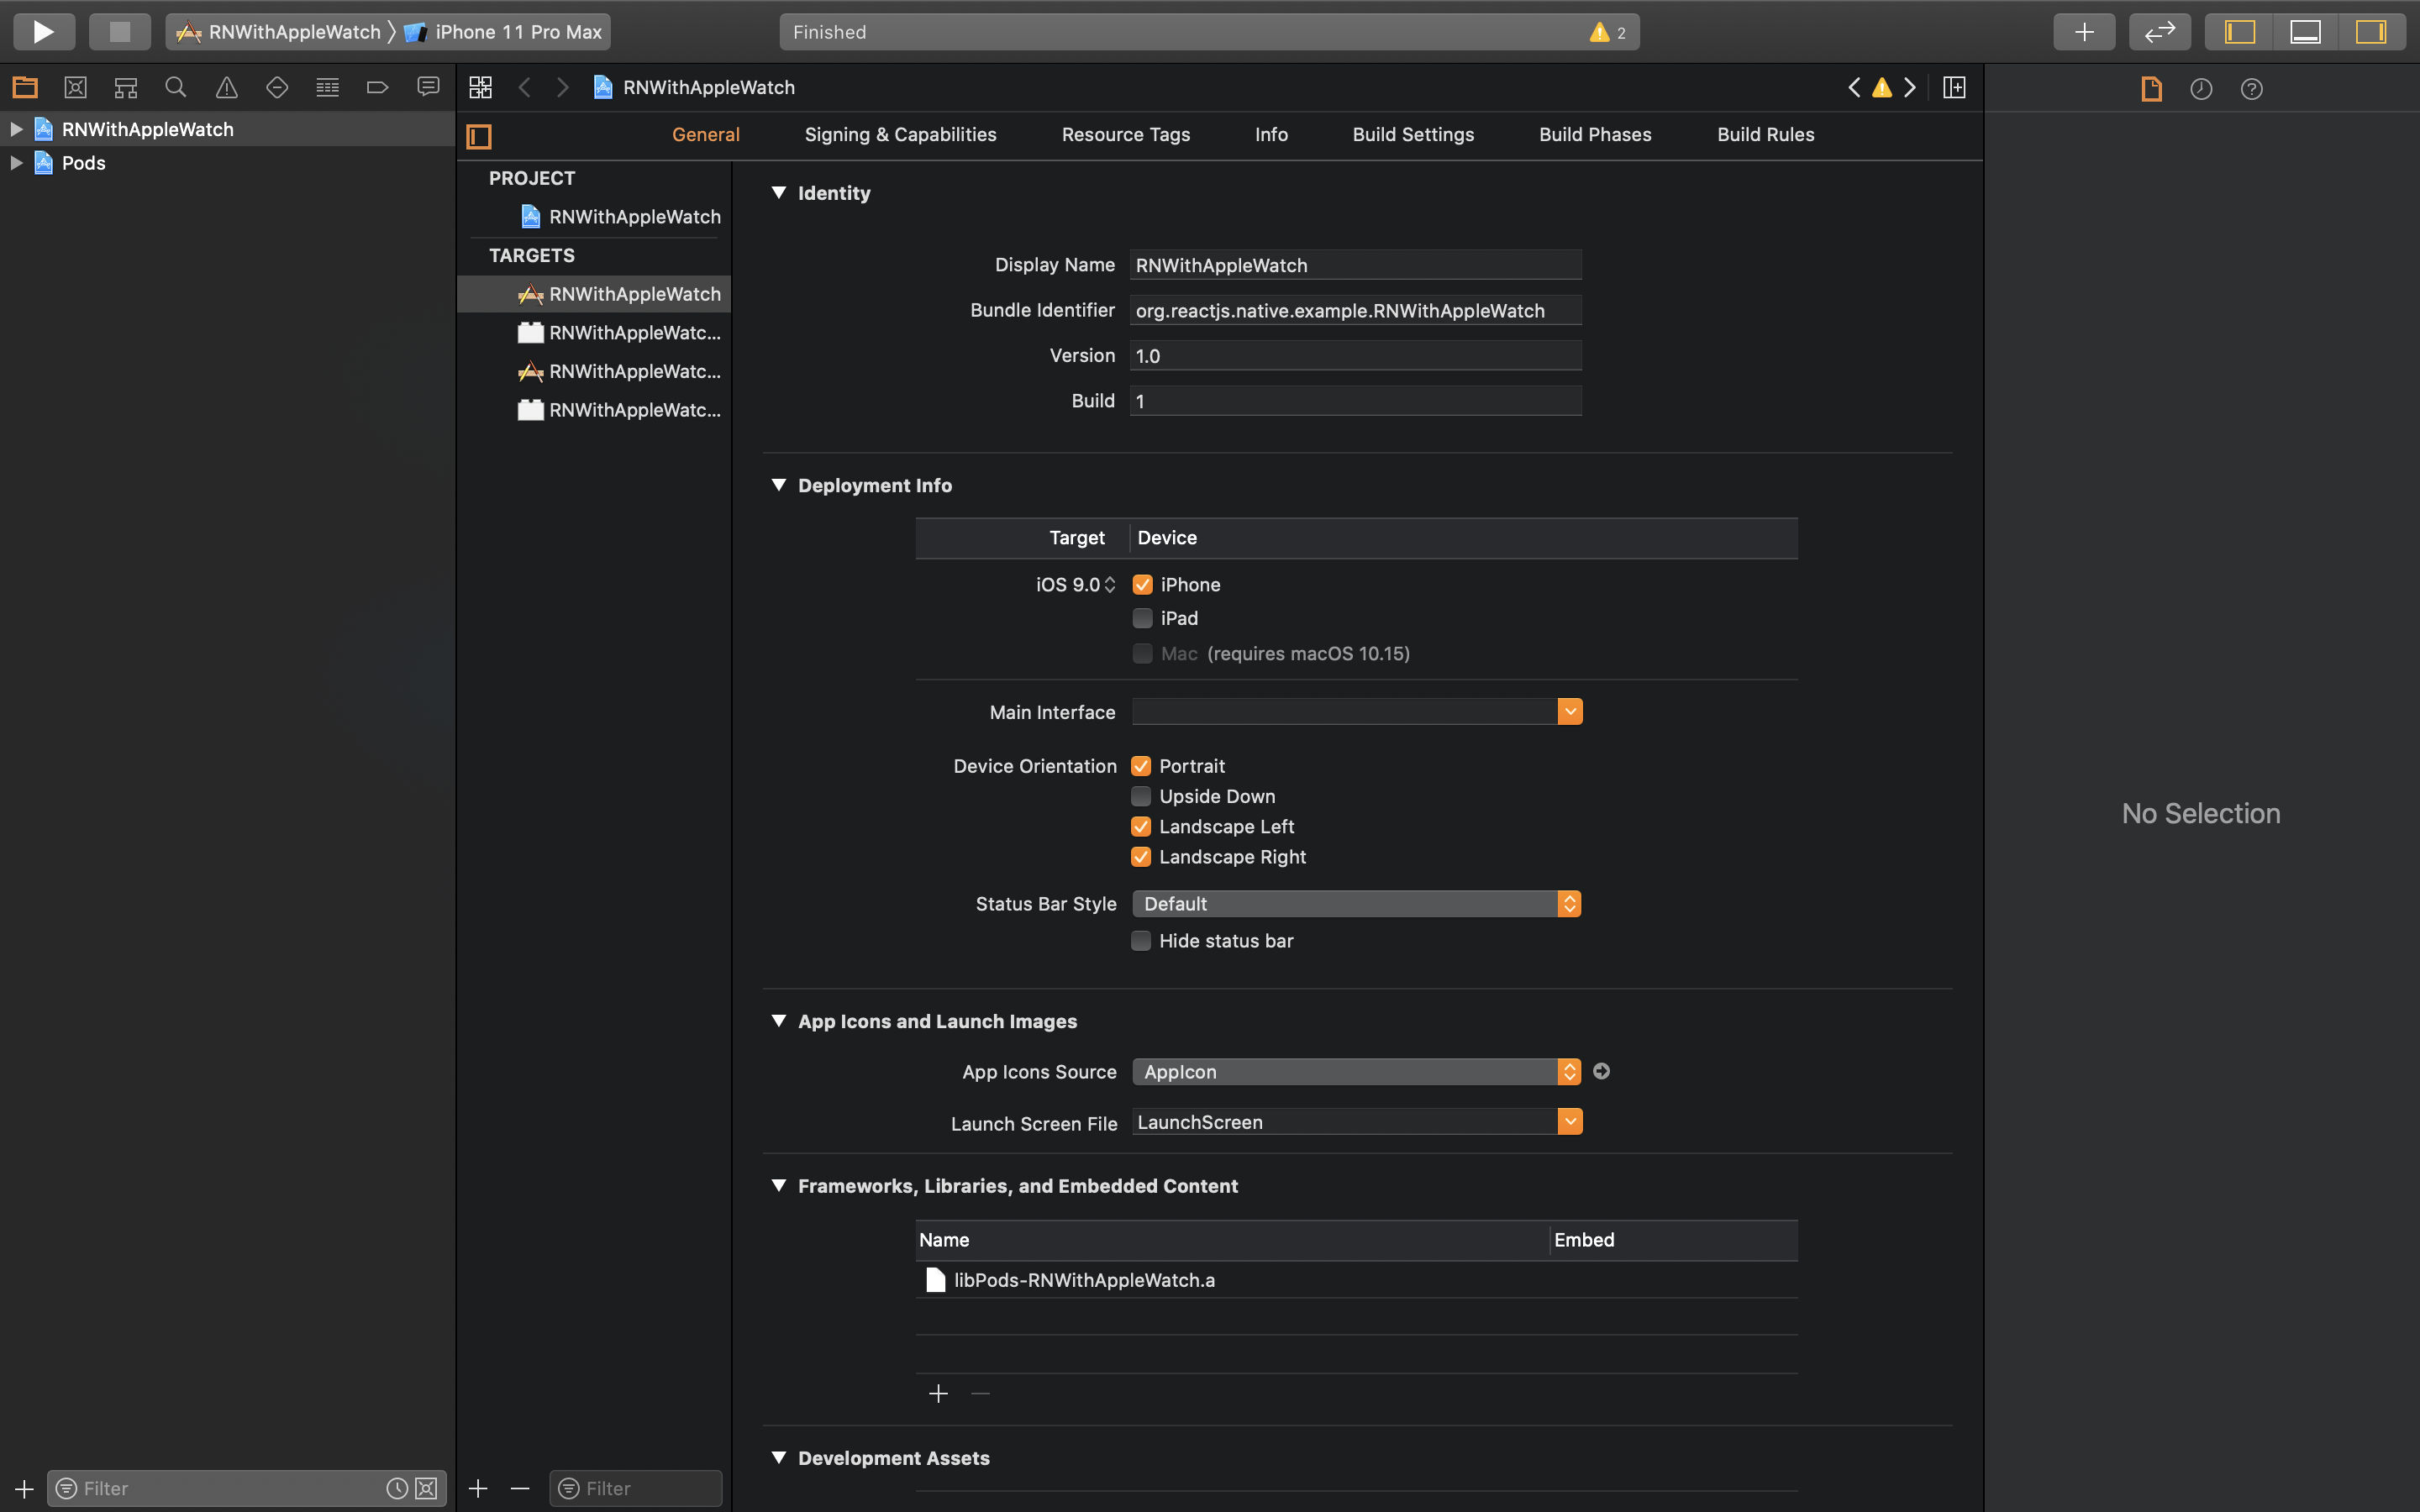 RNWithAppleWatch iPhone 11 Pro Max
Finished
2
RNWithAppleWatch
Pods
RNWithAppleWatch
General Signing & Capabilities Resource Tags Info Build Settings Build Phases Build Rules
PROJECT
RNWithAppleWatch
TARGETS
RNWithAppleWatch
RNWithAppleWatc...
RNWithAppleWatc...
RNWithAppleWatc...
Identity
Display Name RNWithAppleWatch
Bundle Identifier org.reactjs.native.example.RNWithAppleWatch
Version 1.0
Build 1
Deployment Info
Target Device
iOS 9.0 iPhone
iPad
Mac (requires macOS 10.15)
Main Interface
Device Orientation Portrait
Upside Down
Landscape Left
Landscape Right
Status Bar Style Default
Hide status bar
App Icons and Launch Images
App Icons Source AppIcon
Launch Screen File LaunchScreen
Frameworks, Libraries, and Embedded Content
Name Embed
libPods-RNWithAppleWatch.a
Development Assets
Filter
Filter
No Selection